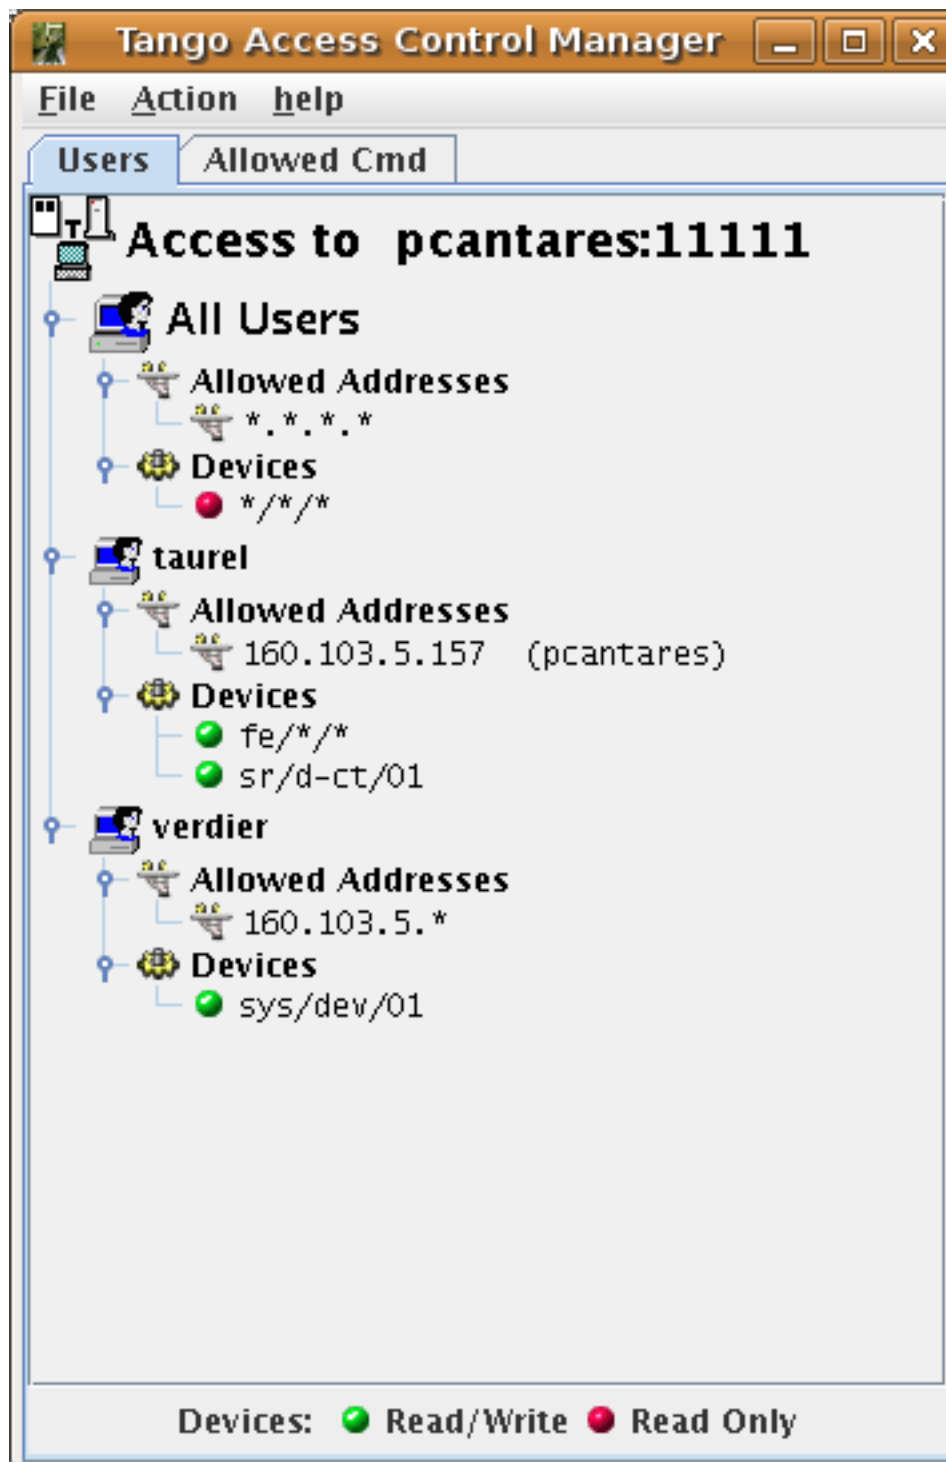 Tango Access Control Manager
File Action help
Users Allowed Cmd
Access to pcantares:11111
All Users
Allowed Addresses
*.*.*.*
Devices
*/*/*
taurel
Allowed Addresses
160.103.5.157 (pcantares)
Devices
fe/*/*
sr/d-ct/01
verdier
Allowed Addresses
160.103.5.*
Devices
sys/dev/01
Devices: Read/Write Read Only